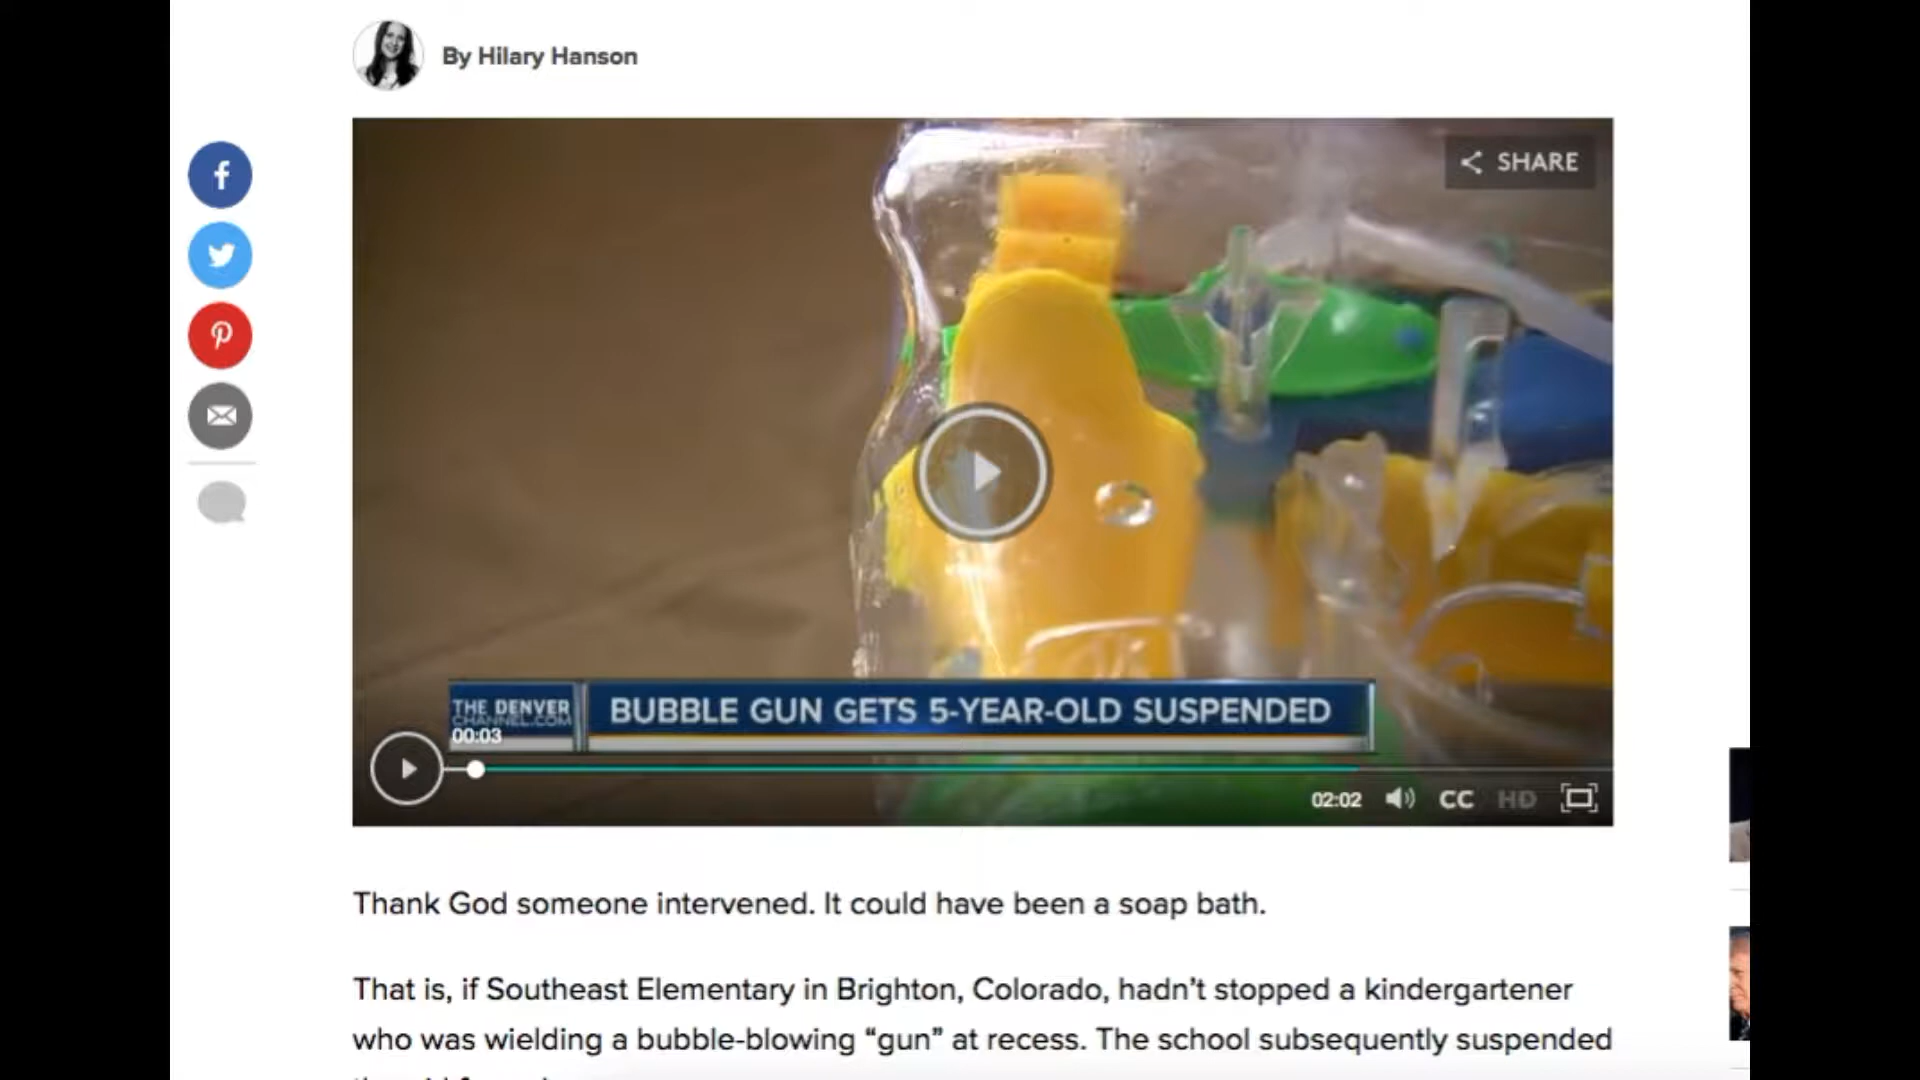 By Hilary Hanson
SHARE
THE DENVER
CHANNEL.COM
BUBBLE GUN GETS 5-YEAR-OLD SUSPENDED
00:03
02:02
CC
HD
Thank God someone intervened. It could have been a soap bath.
That is, if Southeast Elementary in Brighton, Colorado, hadn’t stopped a kindergartener
who was wielding a bubble-blowing “gun” at recess. The school subsequently suspended